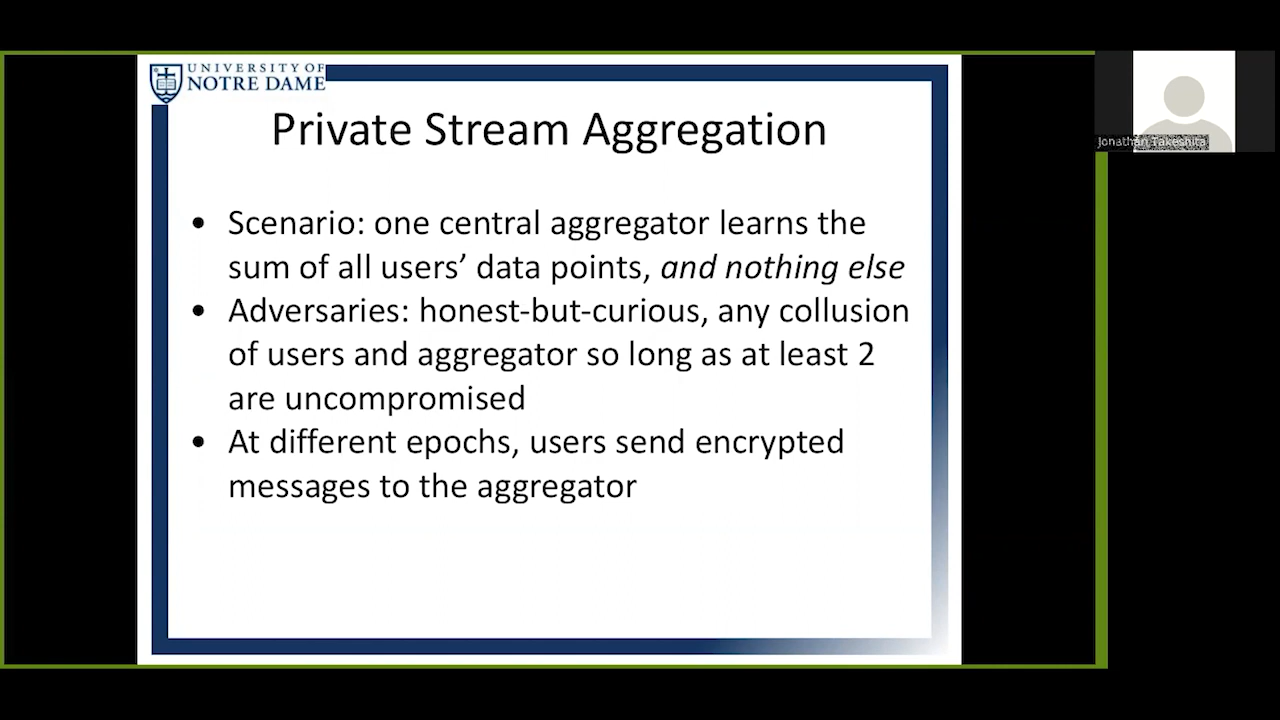 UNIVERSITY OF
NOTRE DAME
Private Stream Aggregation
• Scenario: one central aggregator learns the
sum of all users’ data points, and nothing else
• Adversaries: honest-but-curious, any collusion
of users and aggregator so long as at least 2
are uncompromised
• At different epochs, users send encrypted
messages to the aggregator
Jonathan Takeshita